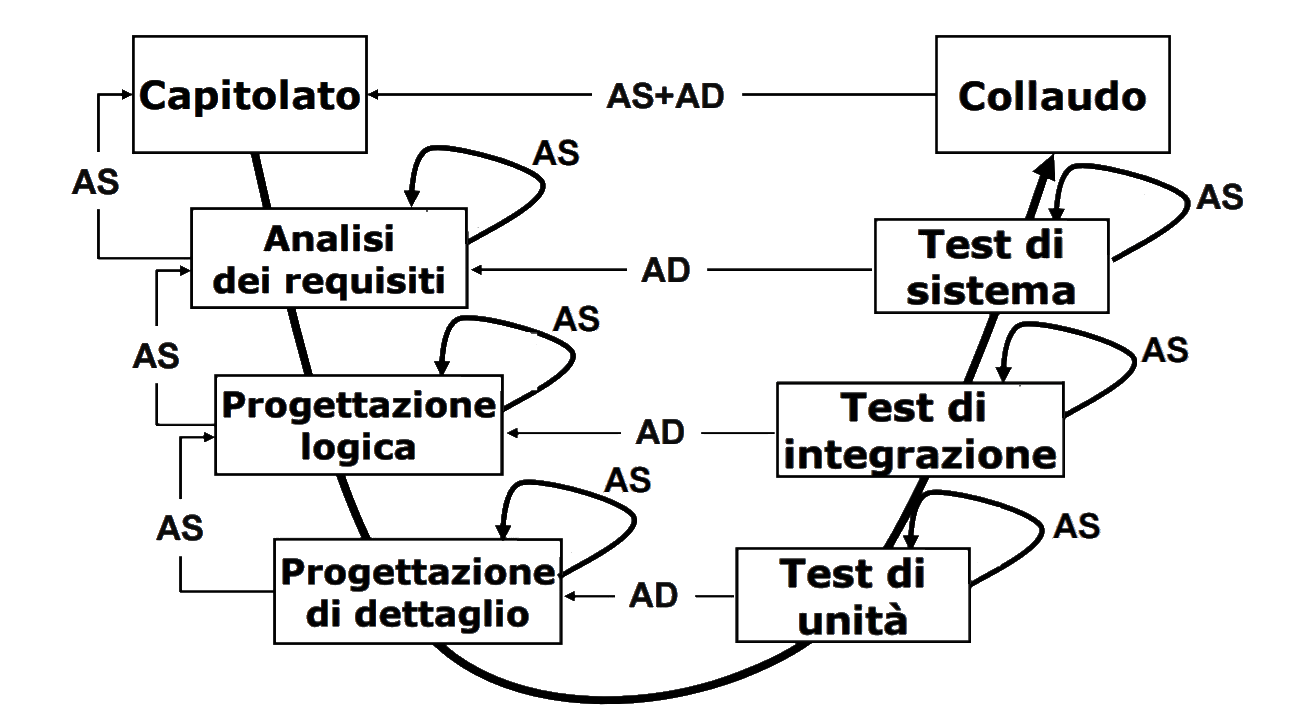 Capitolato
AS+AD
Collaudo
AS
AS
AS
Analisi
dei requisiti
AD
Test di
sistema
AS
AS
AS
Progettazione
logica
AD
Test di
integrazione
AS
AS
AS
Progettazione
di dettaglio
AD
Test di
unità